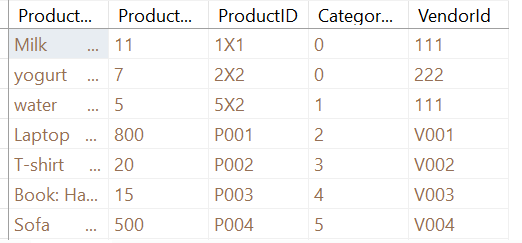 Product... Product... ProductID Categor... VendorId
Milk ... 11 1X1 0 111
yogurt ... 7 2X2 0 222
water ... 5 5X2 1 111
Laptop ... 800 P001 2 V001
T-shirt ... 20 P002 3 V002
Book: Ha... 15 P003 4 V003
Sofa ... 500 P004 5 V004